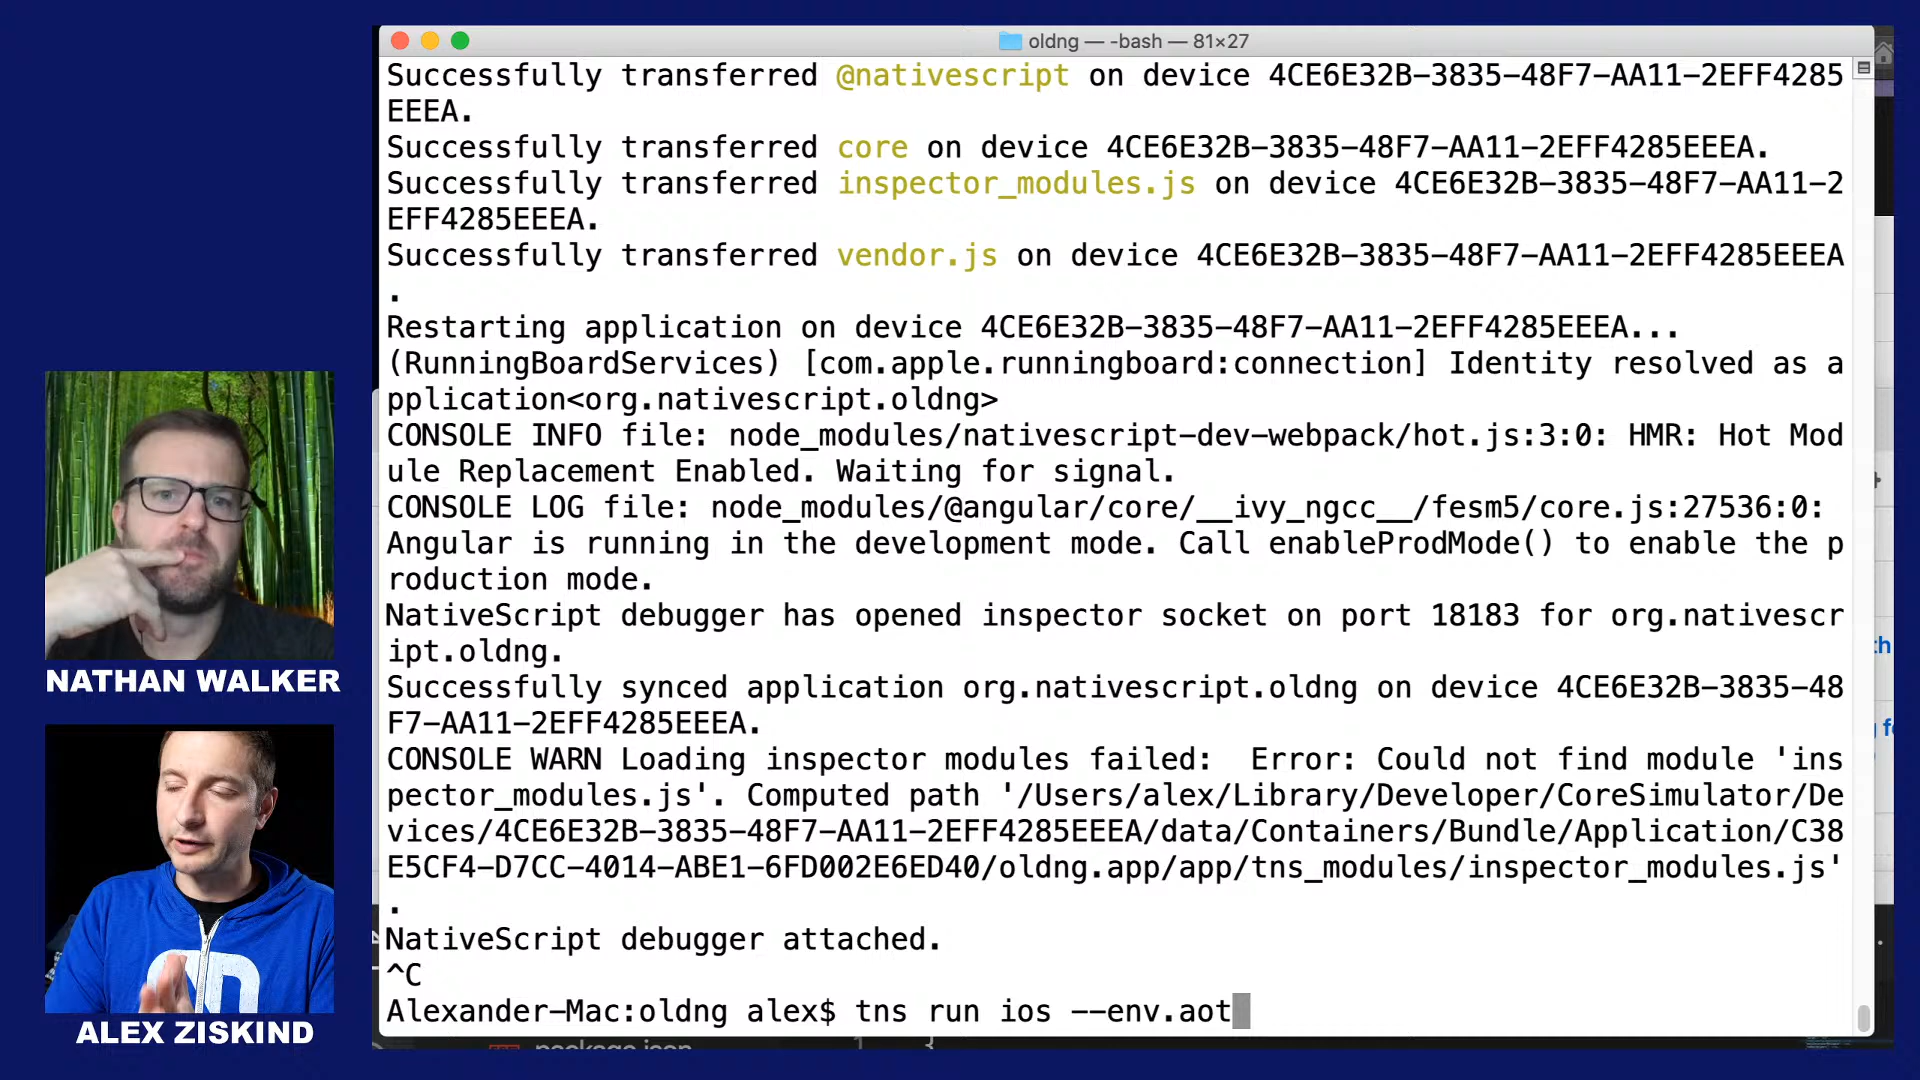 oldng — -bash — 81×27
Successfully transferred @nativescript on device 4CE6E32B-3835-48F7-AA11-2EFF4285
EEEA.
Successfully transferred core on device 4CE6E32B-3835-48F7-AA11-2EFF4285EEEA.
Successfully transferred inspector_modules.js on device 4CE6E32B-3835-48F7-AA11-2
EFF4285EEEA.
Successfully transferred vendor.js on device 4CE6E32B-3835-48F7-AA11-2EFF4285EEEA
.
Restarting application on device 4CE6E32B-3835-48F7-AA11-2EFF4285EEEA...
(RunningBoardServices) [com.apple.runningboard:connection] Identity resolved as a
pplication<org.nativescript.oldng>
CONSOLE INFO file: node_modules/nativescript-dev-webpack/hot.js:3:0: HMR: Hot Mod
ule Replacement Enabled. Waiting for signal.
CONSOLE LOG file: node_modules/@angular/core/__ivy_ngcc__/fesm5/core.js:27536:0:
Angular is running in the development mode. Call enableProdMode() to enable the p
roduction mode.
NativeScript debugger has opened inspector socket on port 18183 for org.nativescr
ipt.oldng.
Successfully synced application org.nativescript.oldng on device 4CE6E32B-3835-48
F7-AA11-2EFF4285EEEA.
CONSOLE WARN Loading inspector modules failed:  Error: Could not find module 'ins
pector_modules.js'. Computed path '/Users/alex/Library/Developer/CoreSimulator/De
vices/4CE6E32B-3835-48F7-AA11-2EFF4285EEEA/data/Containers/Bundle/Application/C38
E5CF4-D7CC-4014-ABE1-6FD002E6ED40/oldng.app/app/tns_modules/inspector_modules.js'
.
NativeScript debugger attached.
^C
Alexander-Mac:oldng alex$ tns run ios --env.aot
NATHAN WALKER
ALEX ZISKIND